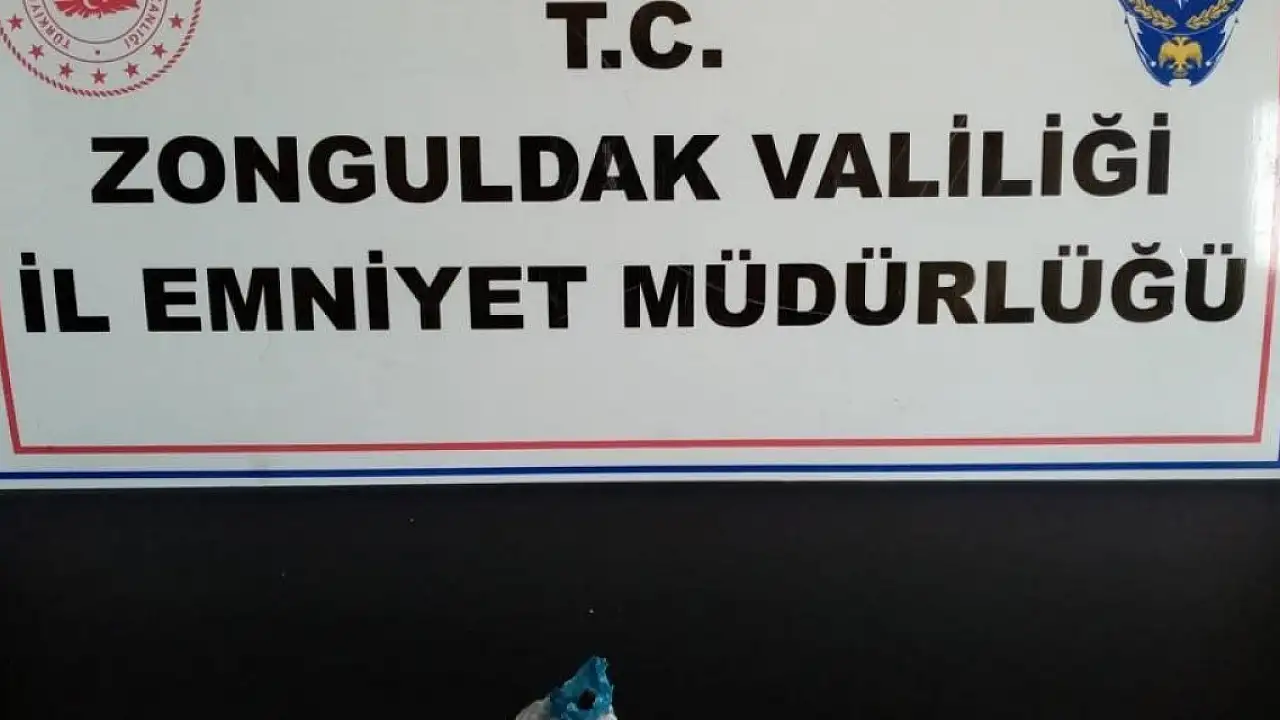 T.C.
ZONGULDAK VALİLİĞİ
İL EMNİYET MÜDÜRLÜĞÜ